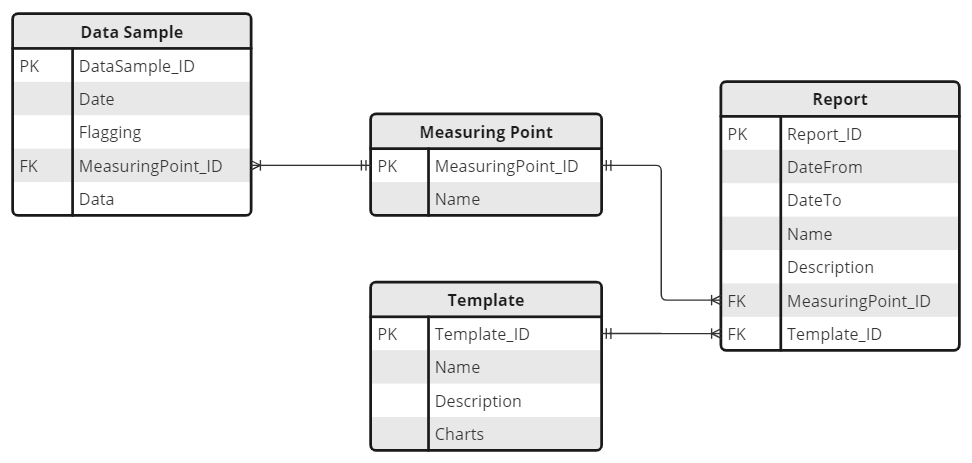 Data Sample
PK DataSample_ID
Date
Flagging
FK MeasuringPoint_ID
Data
Measuring Point
PK MeasuringPoint_ID
Name
Template
PK Template_ID
Name
Description
Charts
Report
PK Report_ID
DateFrom
DateTo
Name
Description
FK MeasuringPoint_ID
FK Template_ID